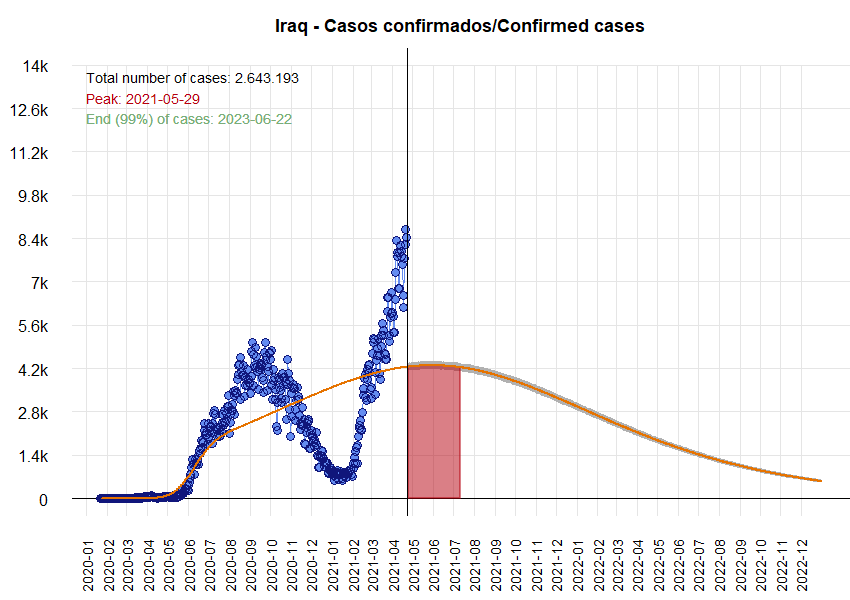 Iraq - Casos confirmados/Confirmed cases
14k
12.6k
11.2k
9.8k
8.4k
7k
5.6k
4.2k
2.8k
1.4k
0
Total number of cases: 2.643.193
Peak: 2021-05-29
End (99%) of cases: 2023-06-22
2020-01
2020-02
2020-03
2020-04
2020-05
2020-06
2020-07
2020-08
2020-09
2020-10
2020-11
2020-12
2021-01
2021-02
2021-03
2021-04
2021-05
2021-06
2021-07
2021-08
2021-09
2021-10
2021-11
2021-12
2022-01
2022-02
2022-03
2022-04
2022-05
2022-06
2022-07
2022-08
2022-09
2022-10
2022-11
2022-12